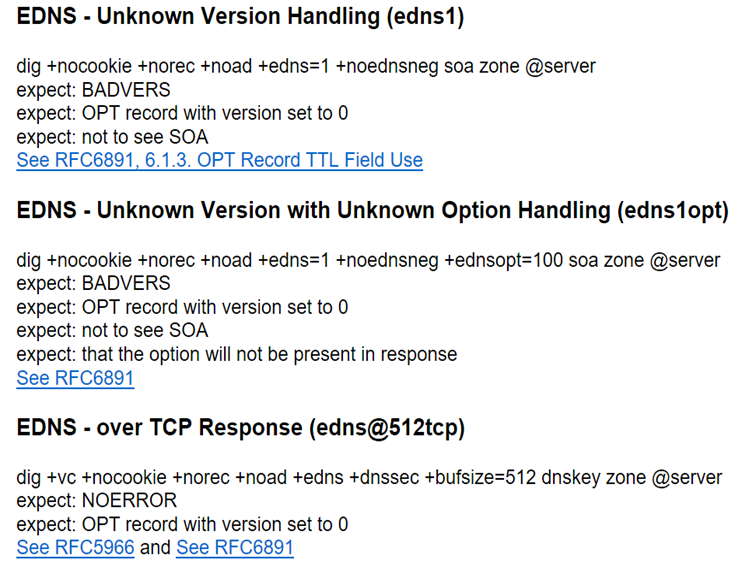 EDNS - Unknown Version Handling (edns1)
dig +nocookie +norec +noad +edns=1 +noednsneg soa zone @server
expect: BADVERS
expect: OPT record with version set to 0
expect: not to see SOA
See RFC6891, 6.1.3. OPT Record TTL Field Use
EDNS - Unknown Version with Unknown Option Handling (edns1opt)
dig +nocookie +norec +noad +edns=1 +noednsneg +ednsopt=100 soa zone @server
expect: BADVERS
expect: OPT record with version set to 0
expect: not to see SOA
expect: that the option will not be present in response
See RFC6891
EDNS - over TCP Response (edns@512tcp)
dig +vc +nocookie +norec +noad +edns +dnssec +bufsize=512 dnskey zone @server
expect: NOERROR
expect: OPT record with version set to 0
See RFC5966 and See RFC6891